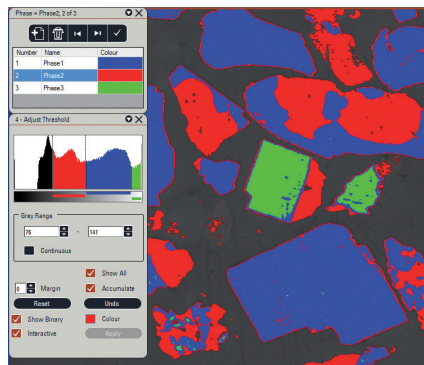 Phase = Phase2; 2 of 3
Number Name Colour
1 Phase1
2 Phase2
3 Phase3
4 - Adjust Threshold
Grey Range
76 - 141
Continuous
Show All
0 Margin Accumulate
Reset Undo
Show Binary Colour
Interactive Apply